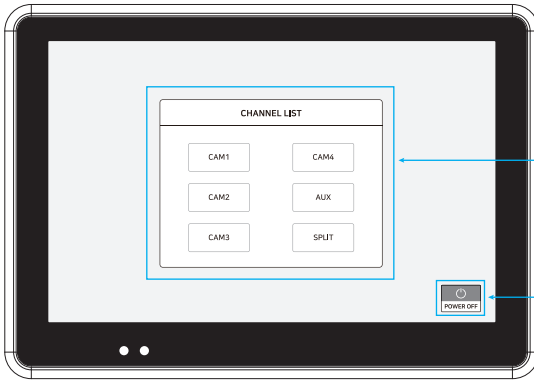 CHANNEL LIST
CAM1 CAM4
CAM2 AUX
CAM3 SPLIT
POWER OFF